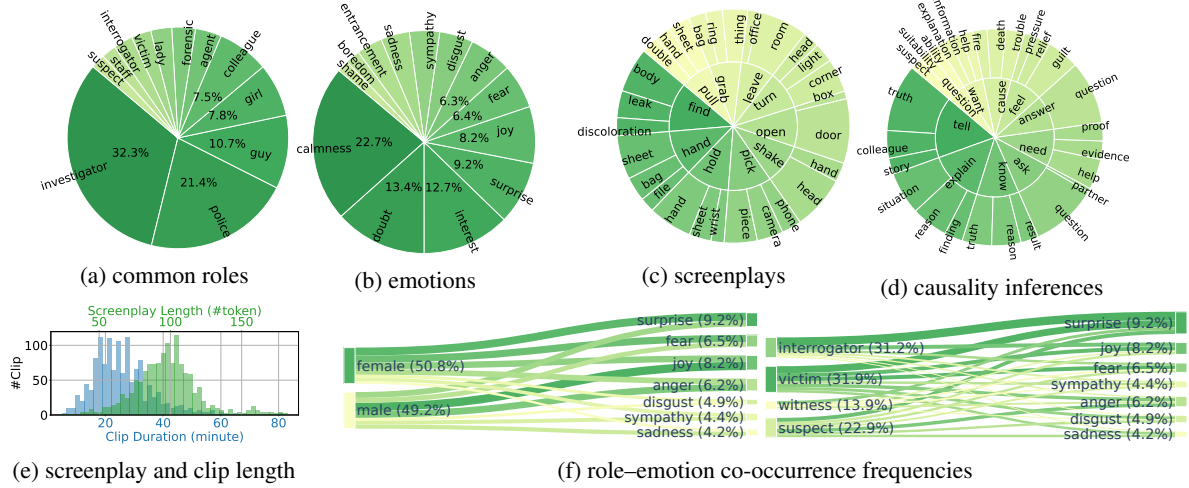 suspect
staff
interrogator
victim
lady
forensic
agent
colleague
7.5%
girl
7.8%
guy
10.7%
police
21.4%
investigator
32.3%
(a) common roles
shame
boredom
entrancement
sadness
sympathy
disgust
anger
6.3%
fear
6.4%
joy
8.2%
surprise
9.2%
interest
12.7%
doubt
13.4%
calmness
22.7%
(b) emotions
double
hand
sheet
bag
ring
thing
office
room
head
light
corner
box
door
hand
head
phone
camera
piece
wrist
sheet
hand
file
bag
sheet
discoloration
leak
body
find
pull
grab
leave
turn
open
shake
pick
hold
hand
(c) screenplays
suspect
suitability
ability
explanation
information
help
fire
death
trouble
pressure
relief
guilt
question
proof
evidence
help
partner
question
result
reason
truth
finding
reason
situation
story
colleague
truth
tell
question
want
cause
feel
answer
need
ask
know
explain
(d) causality inferences
Screenplay Length (#token)
50 100 150
#Clip
100
50
0
20 40 60 80
Clip Duration (minute)
(e) screenplay and clip length
female (50.8%)
male (49.2%)
surprise (9.2%)
fear (6.5%)
joy (8.2%)
anger (6.2%)
disgust (4.9%)
sympathy (4.4%)
sadness (4.2%)
interrogator (31.2%)
victim (31.9%)
witness (13.9%)
suspect (22.9%)
surprise (9.2%)
joy (8.2%)
fear (6.5%)
sympathy (4.4%)
anger (6.2%)
disgust (4.9%)
sadness (4.2%)
(f) role–emotion co-occurrence frequencies